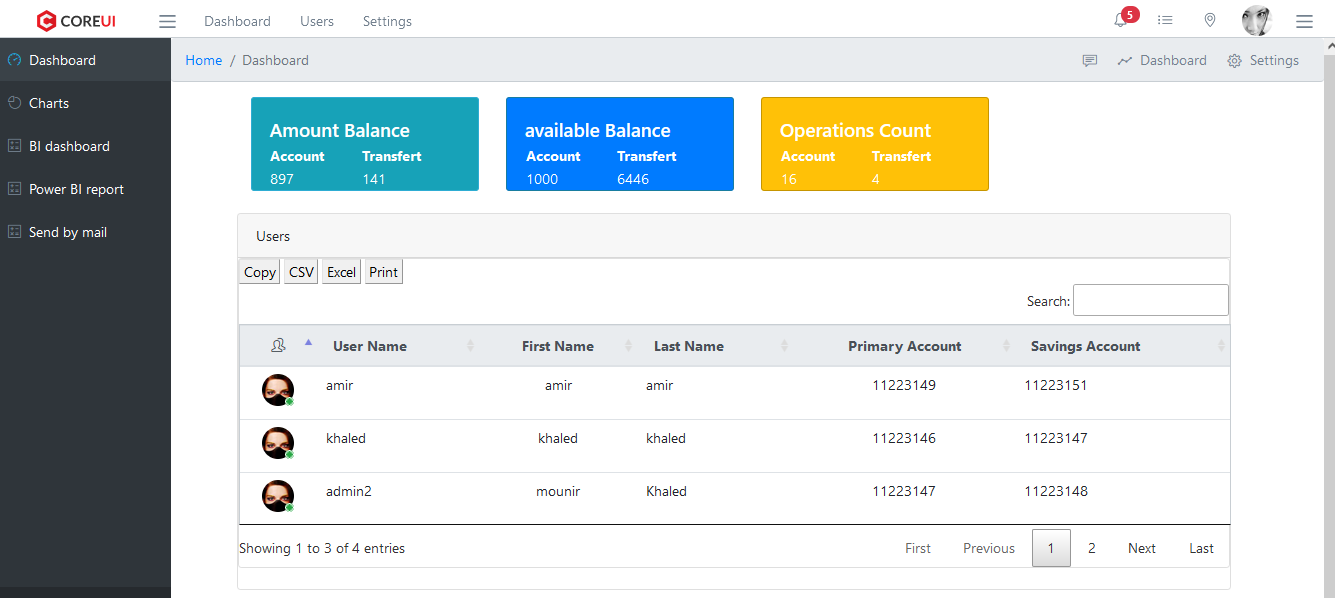 COREUI Dashboard Users Settings 5
Dashboard
Charts
BI dashboard
Power BI report
Send by mail
Home / Dashboard Dashboard Settings
Amount Balance
Account Transfert
897 141
available Balance
Account Transfert
1000 6446
Operations Count
Account Transfert
16 4
Users
Copy CSV Excel Print
Search:
User Name First Name Last Name Primary Account Savings Account
amir amir amir 11223149 11223151
khaled khaled khaled 11223146 11223147
admin2 mounir Khaled 11223147 11223148
Showing 1 to 3 of 4 entries First Previous 1 2 Next Last